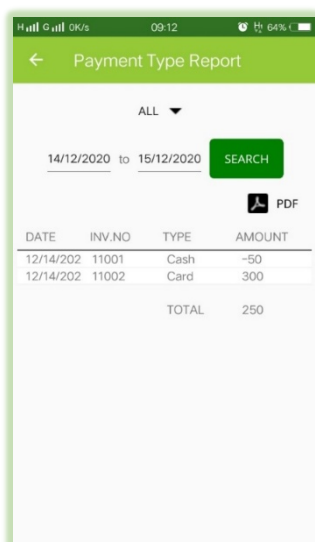 H G 0K/s 09:12 64%
Payment Type Report
ALL
14/12/2020 to 15/12/2020 SEARCH
PDF
DATE INV.NO TYPE AMOUNT
12/14/202 11001 Cash -50
12/14/202 11002 Card 300
TOTAL 250